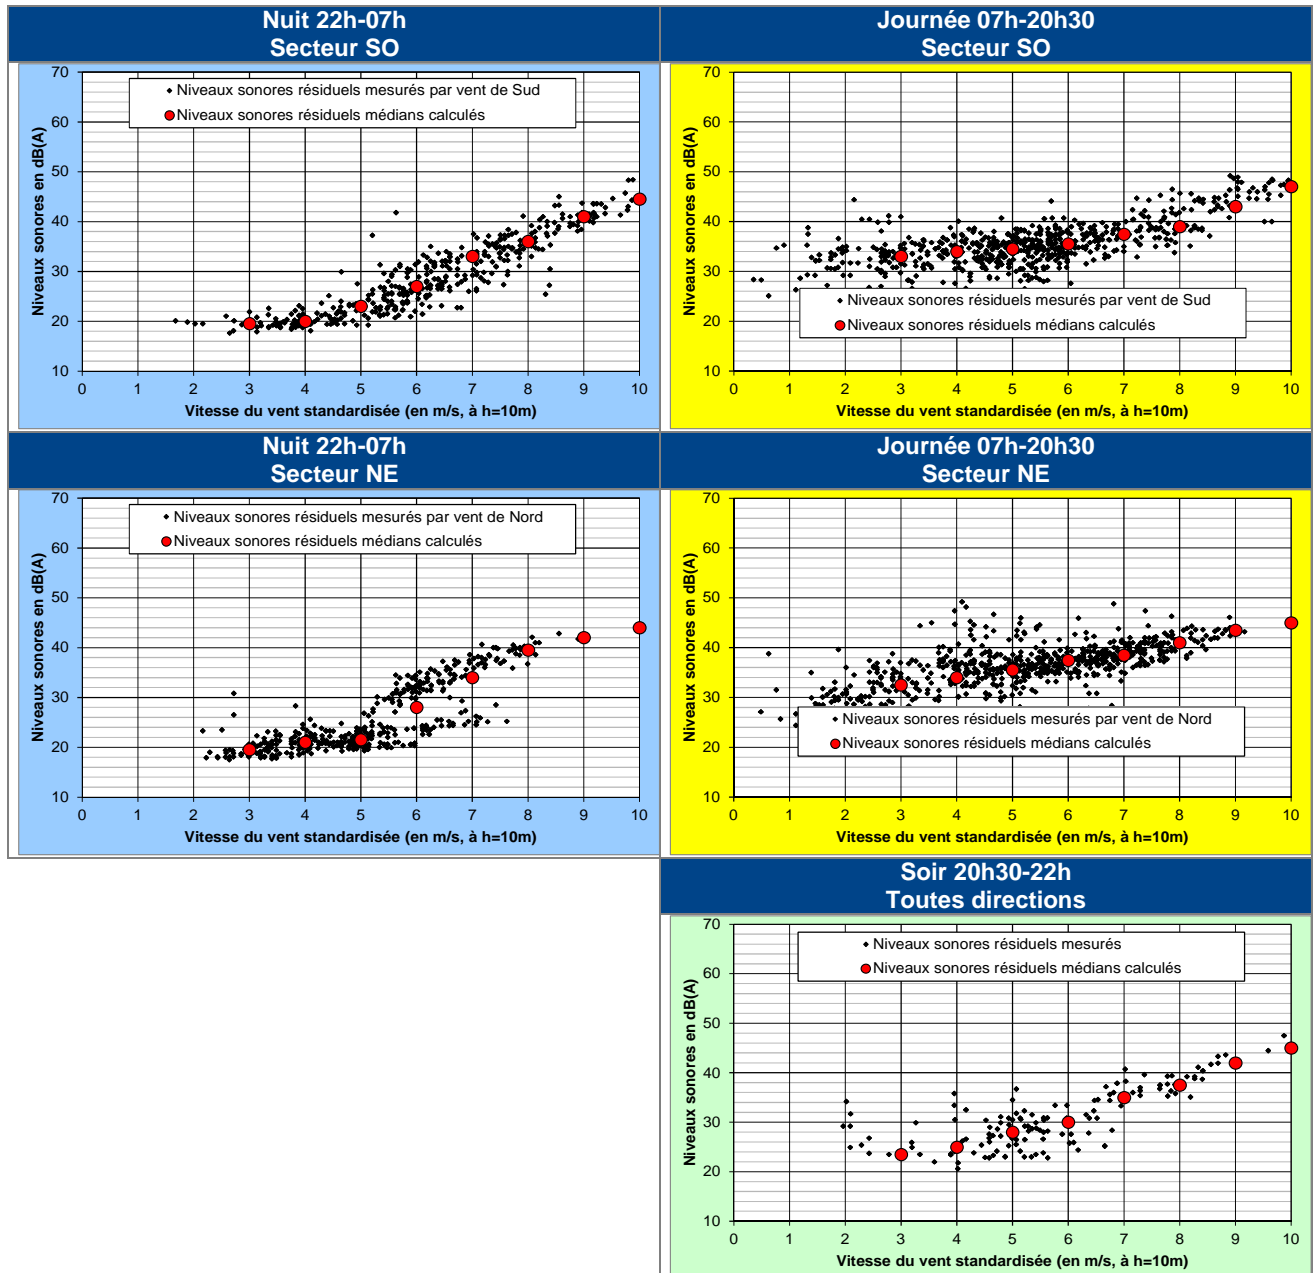 Nuit 22h-07h
Secteur SO
Niveaux sonores en dB(A)
70
60
50
40
30
20
10
Niveaux sonores résiduels mesurés par vent de Sud
Niveaux sonores résiduels médians calculés
0 1 2 3 4 5 6 7 8 9 10
Vitesse du vent standardisée (en m/s, à h=10m)
Journée 07h-20h30
Secteur SO
Niveaux sonores en dB(A)
70
60
50
40
30
20
10
Niveaux sonores résiduels mesurés par vent de Sud
Niveaux sonores résiduels médians calculés
0 1 2 3 4 5 6 7 8 9 10
Vitesse du vent standardisée (en m/s, à h=10m)
Nuit 22h-07h
Secteur NE
Niveaux sonores en dB(A)
70
60
50
40
30
20
10
Niveaux sonores résiduels mesurés par vent de Nord
Niveaux sonores résiduels médians calculés
0 1 2 3 4 5 6 7 8 9 10
Vitesse du vent standardisée (en m/s, à h=10m)
Journée 07h-20h30
Secteur NE
Niveaux sonores en dB(A)
70
60
50
40
30
20
10
Niveaux sonores résiduels mesurés par vent de Nord
Niveaux sonores résiduels médians calculés
0 1 2 3 4 5 6 7 8 9 10
Vitesse du vent standardisée (en m/s, à h=10m)
Soir 20h30-22h
Toutes directions
Niveaux sonores en dB(A)
70
60
50
40
30
20
10
Niveaux sonores résiduels mesurés
Niveaux sonores résiduels médians calculés
0 1 2 3 4 5 6 7 8 9 10
Vitesse du vent standardisée (en m/s, à h=10m)